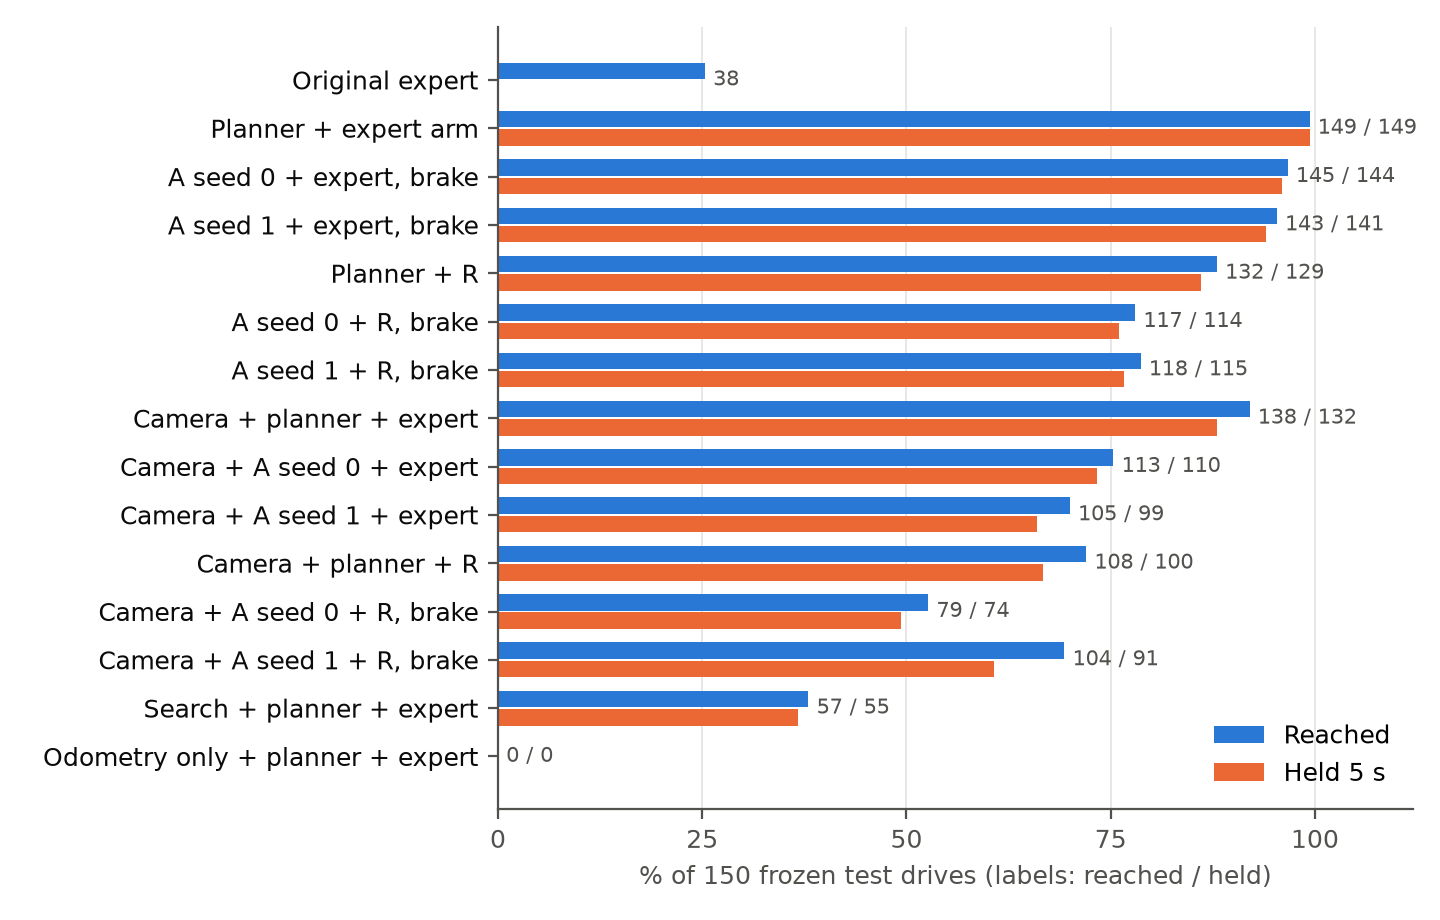 Original expert 38
Planner + expert arm 149 / 149
A seed 0 + expert, brake 145 / 144
A seed 1 + expert, brake 143 / 141
Planner + R 132 / 129
A seed 0 + R, brake 117 / 114
A seed 1 + R, brake 118 / 115
Camera + planner + expert 138 / 132
Camera + A seed 0 + expert 113 / 110
Camera + A seed 1 + expert 105 / 99
Camera + planner + R 108 / 100
Camera + A seed 0 + R, brake 79 / 74
Camera + A seed 1 + R, brake 104 / 91
Search + planner + expert 57 / 55
Odometry only + planner + expert 0 / 0
Reached
Held 5 s
0 25 50 75 100
% of 150 frozen test drives (labels: reached / held)